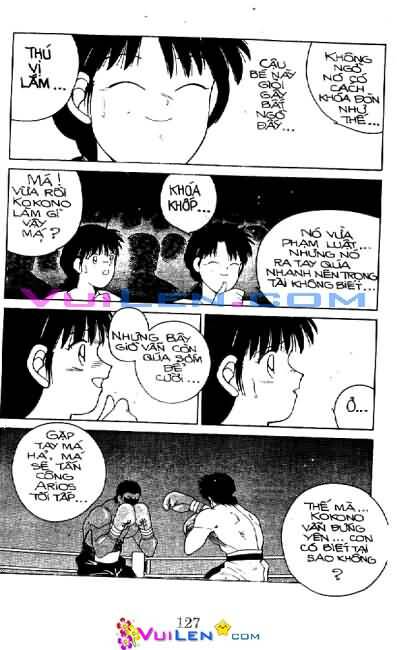 KHÔNG
NGỜ
NÓ CÓ
CÁCH
KHÓA ĐÒN
NHƯ
THẾ...
CẬU
BÉ NÀY
GIỎI
GÂY
BẤT
NGỜ
ĐẤY...
THÚ
VỊ
LẮM...
MÁ!
VỪA RỒI
KOKONO
LÀM GÌ
VẬY
MÁ?
KHÓA
KHỚP...
NÓ VỪA
PHẠM LUẬT...
NHƯNG NÓ
RA TAY QÚA
NHANH NÊN TRỌNG
TÀI KHÔNG BIẾT...
VUILEN.COM
NHƯNG BÂY
GIỜ VẪN CÒN
QÚA SỚM
ĐỂ
CƯỜI...
Ồ...
GẶP
TAY MÁ
HẢ, MÁ
SẼ TẤN
CÔNG
ARIOS
TỚI TẤP...
THẾ MÀ...
KOKONO
VẪN ĐỨNG
YÊN... CON
CÓ BIẾT TẠI
SAO KHÔNG
?
127
VUILEN.COM